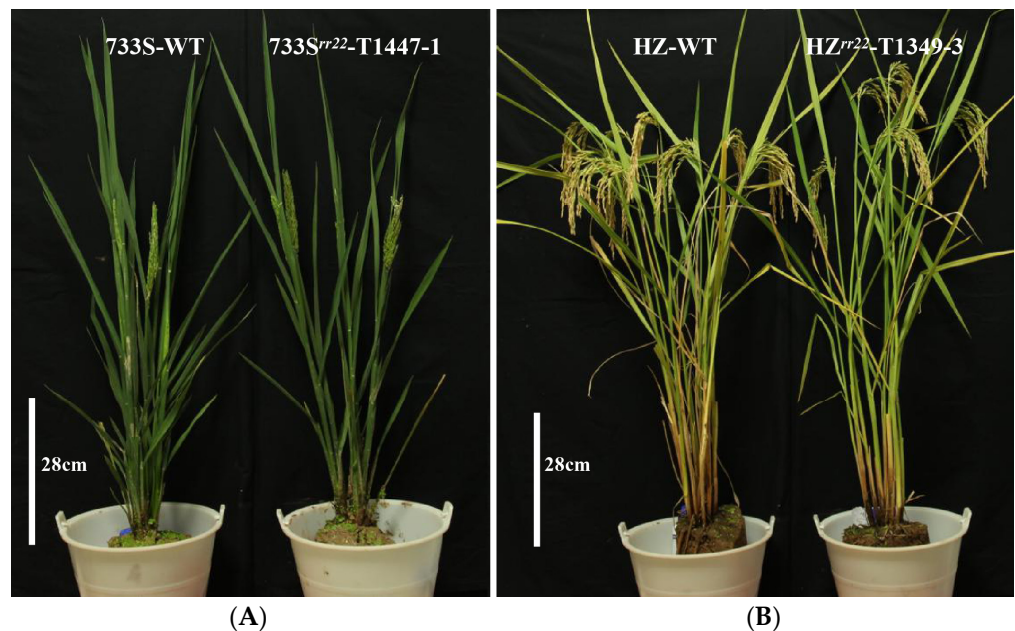 733S-WT 733Srr22-T1447-1
HZ-WT HZrr22-T1349-3
28cm
28cm
(A)
(B)